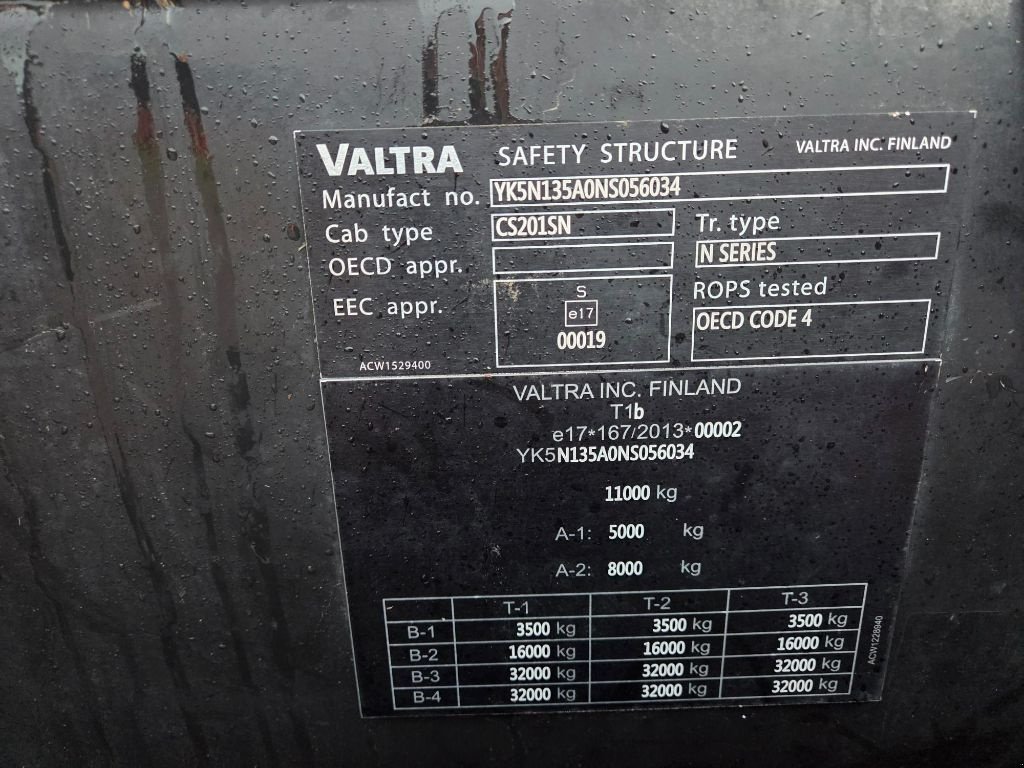 VALTRA SAFETY STRUCTURE VALTRA INC. FINLAND
Manufact no. YK5N135A0NS056034
Cab type CS201SN Tr. type
OECD appr. N SERIES
EEC appr. S ROPS tested
e17 OECD CODE 4
00019
ACW1529400
VALTRA INC. FINLAND
T1b
e17*167/2013*00002
YK5N135A0NS056034
11000 kg
A-1: 5000 kg
A-2: 8000 kg
T-1 T-2 T-3
B-1 3500 kg 3500 kg 3500 kg
B-2 16000 kg 16000 kg 16000 kg
B-3 32000 kg 32000 kg 32000 kg
B-4 32000 kg 32000 kg 32000 kg
ACW1228940